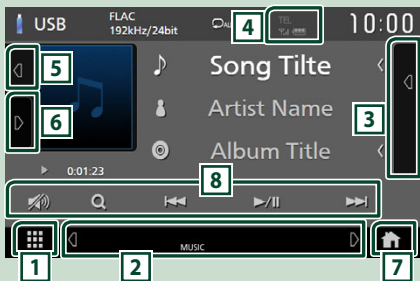 USB
FLAC
192kHz/24bit
AL
4
TEL
10:00
5
Song Tilte
6
Artist Name
3
Album Title
0:01:23
8
MUSIC
1
2
7